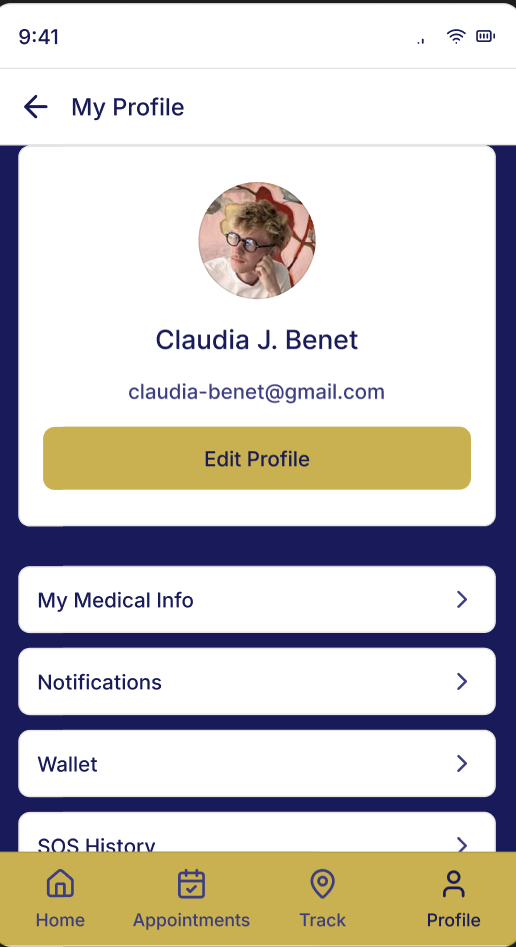 9:41
My Profile
Claudia J. Benet
claudia-benet@gmail.com
Edit Profile
My Medical Info
Notifications
Wallet
SOS History
Home
Appointments
Track
Profile